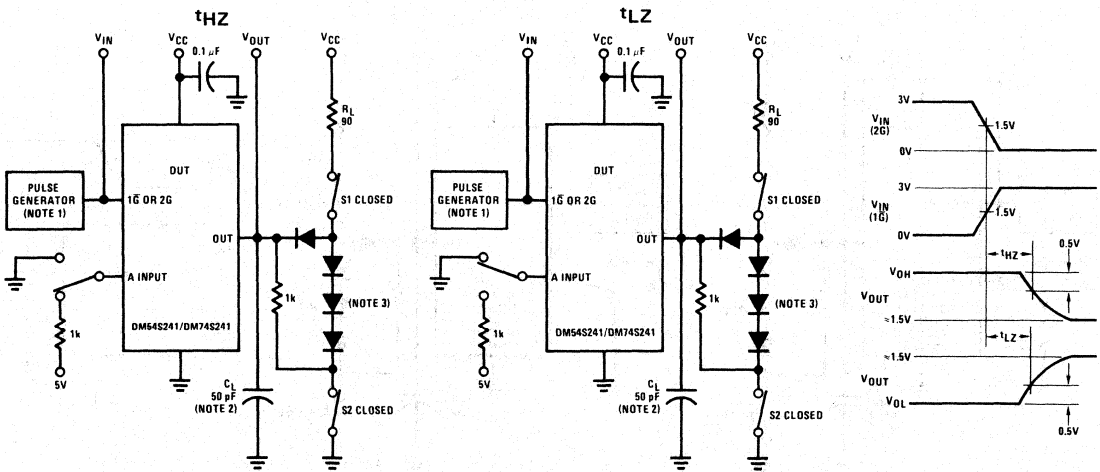 tHZ
VIN
VCC
0.1 µF
VOUT
VCC
RL
90
DUT
PULSE
GENERATOR
(NOTE 1)
1G̅ OR 2G
S1 CLOSED
OUT
A INPUT
1k
(NOTE 3)
1k
DM54S241/DM74S241
5V
CL
50 pF
(NOTE 2)
S2 CLOSED
tLZ
VIN
VCC
0.1 µF
VOUT
VCC
RL
90
DUT
PULSE
GENERATOR
(NOTE 1)
1G̅ OR 2G
S1 CLOSED
OUT
A INPUT
1k
(NOTE 3)
1k
DM54S241/DM74S241
5V
CL
50 pF
(NOTE 2)
S2 CLOSED
3V
VIN
(2G)
1.5V
0V
3V
VIN
(1G)
1.5V
0V
tHZ
0.5V
VOH
VOUT
≈1.5V
tLZ
≈1.5V
VOUT
VOL
0.5V